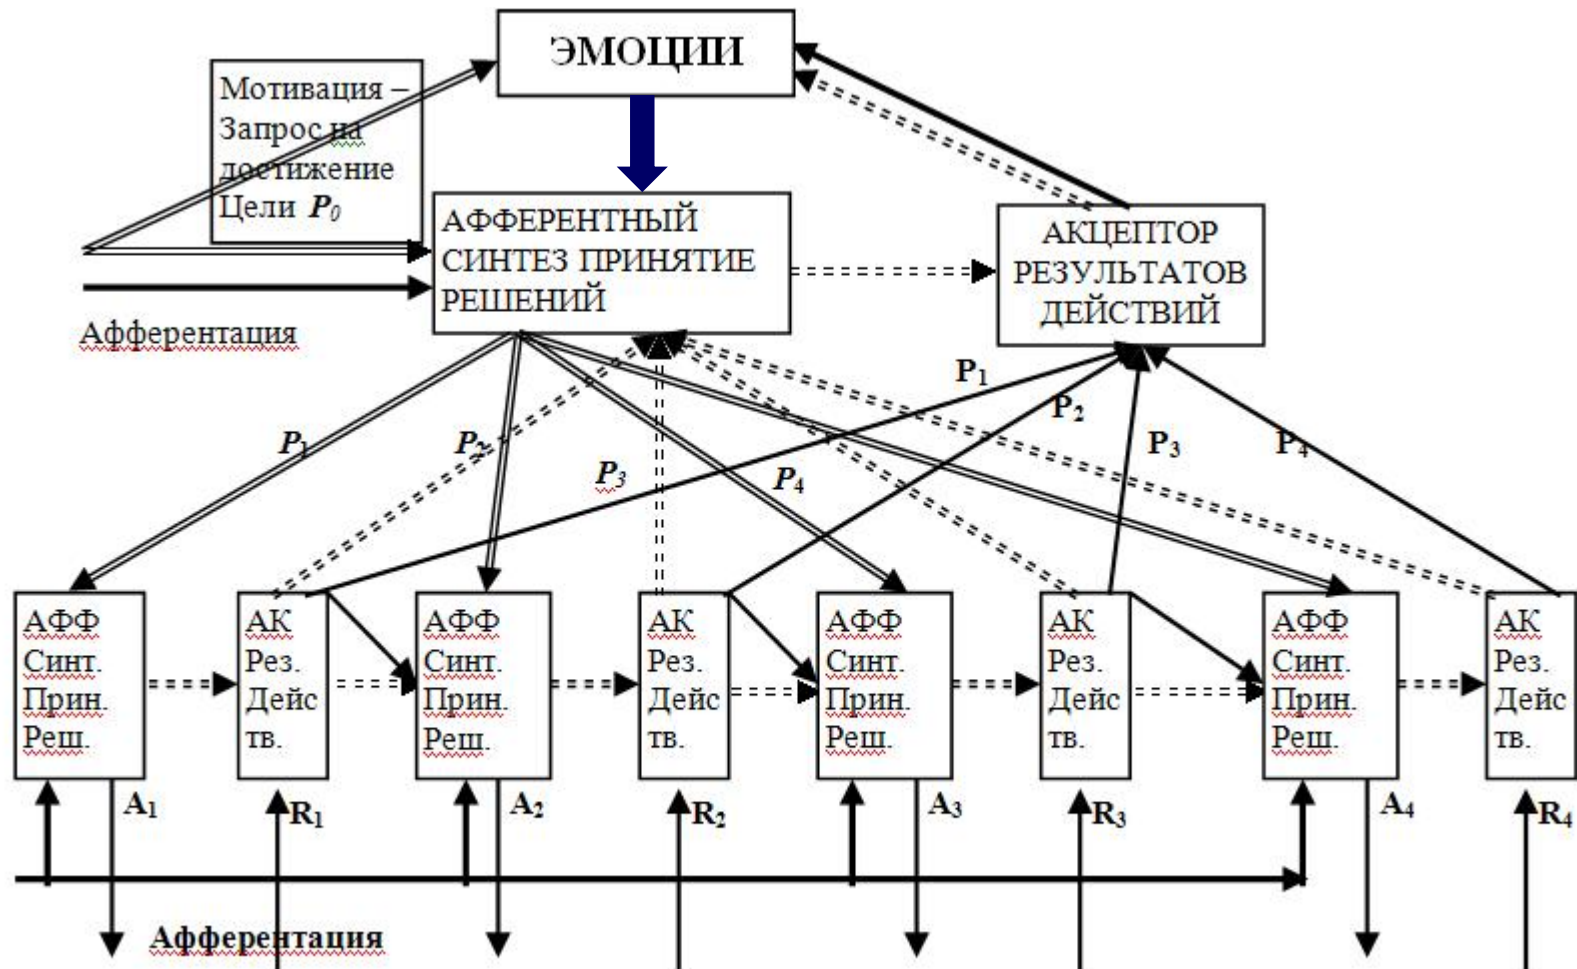 ЭМОЦИИ
Мотивация –
Запрос на
достижение
Цели P₀
АФФЕРЕНТНЫЙ
СИНТЕЗ ПРИНЯТИЕ
РЕШЕНИЙ
АКЦЕПТОР
РЕЗУЛЬТАТОВ
ДЕЙСТВИЙ
Афферентация
P₁
P₂
P₃
P₄
P₁
P₂
P₃
P₄
АФФ
Синт.
Прин.
Реш.
АК
Рез.
Дейс
тв.
АФФ
Синт.
Прин.
Реш.
АК
Рез.
Дейс
тв.
АФФ
Синт.
Прин.
Реш.
АК
Рез.
Дейс
тв.
АФФ
Синт.
Прин.
Реш.
АК
Рез.
Дейс
тв.
A₁
R₁
A₂
R₂
A₃
R₃
A₄
R₄
Афферентация